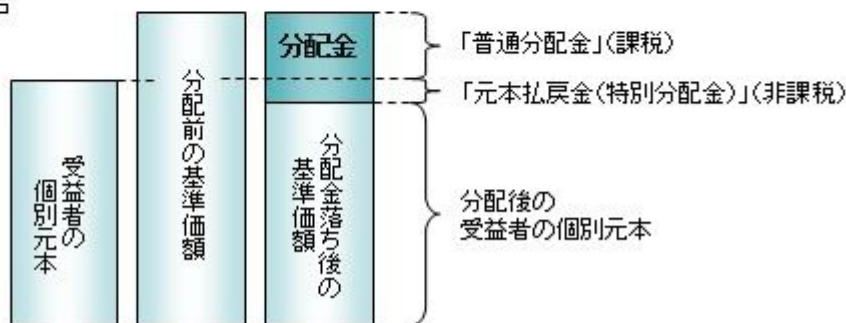 受益者の
個別元本
分配前の基準価額
分配金
分配金落ち後の
基準価額
「普通分配金」(課税)
「元本払戻金(特別分配金)」(非課税)
分配後の
受益者の個別元本